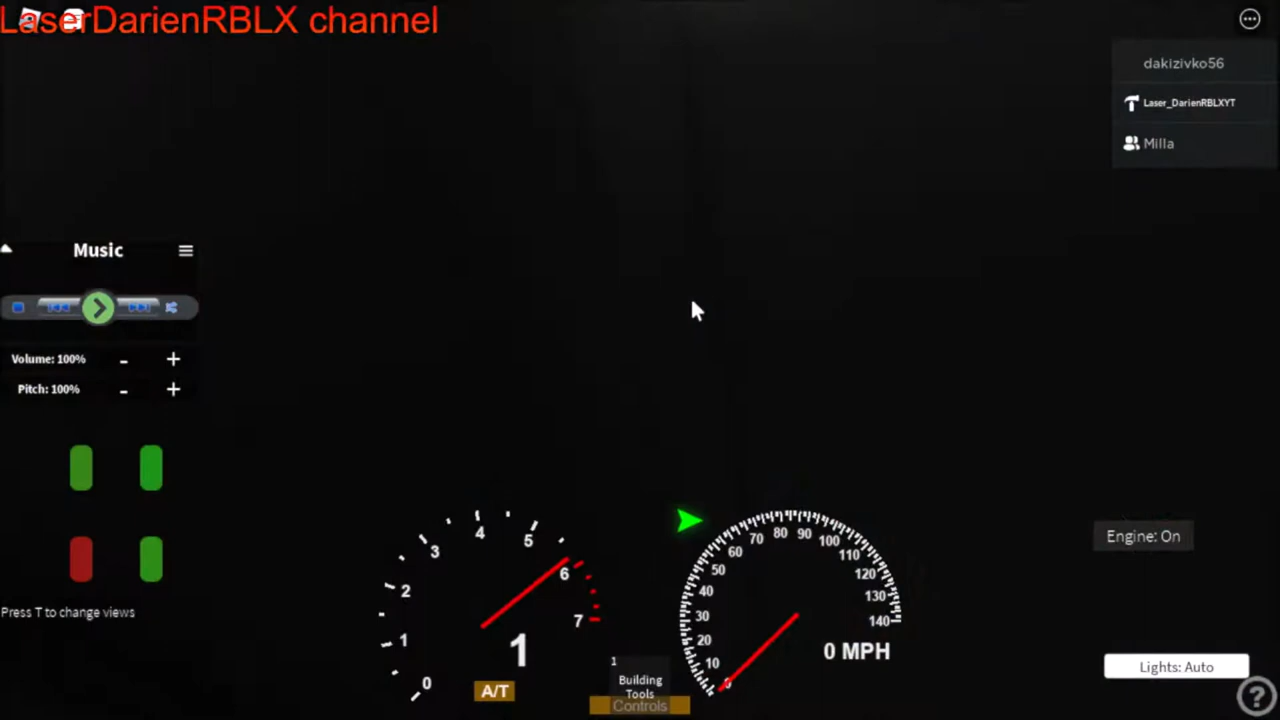 LaserDarienRBLX channel
dakizivko56
Laser_DarienRBLXYT
Milla
Music
Volume: 100% - +
Pitch: 100% - +
Press T to change views
0 1 2 3 4 5 6 7
1
A/T
1
Building
Tools
Controls
0 10 20 30 40 50 60 70 80 90 100 110 120 130 140
0 MPH
Engine: On
Lights: Auto
?